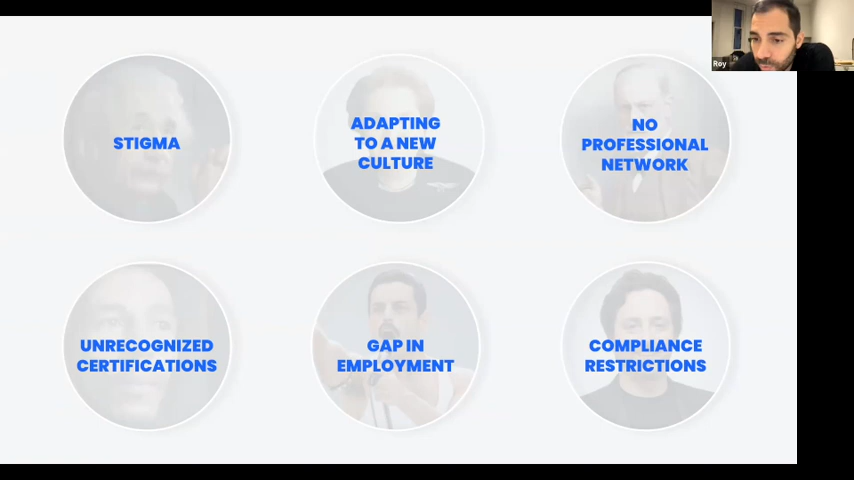 Roy
STIGMA
ADAPTING
TO A NEW
CULTURE
NO
PROFESSIONAL
NETWORK
UNRECOGNIZED
CERTIFICATIONS
GAP IN
EMPLOYMENT
COMPLIANCE
RESTRICTIONS